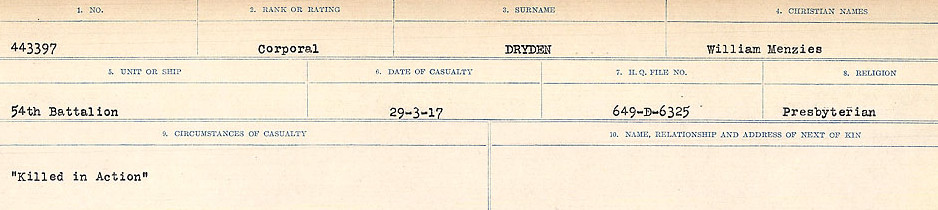 1. NO. 2. RANK OR RATING 3. SURNAME 4. CHRISTIAN NAMES
443397 Corporal DRYDEN William Menzies
5. UNIT OR SHIP 6. DATE OF CASUALTY 7. H.Q. FILE NO. 8. RELIGION
54th Battalion 29-3-17 649-D-6325 Presbyterian
9. CIRCUMSTANCES OF CASUALTY 10. NAME, RELATIONSHIP AND ADDRESS OF NEXT OF KIN
"Killed in Action"